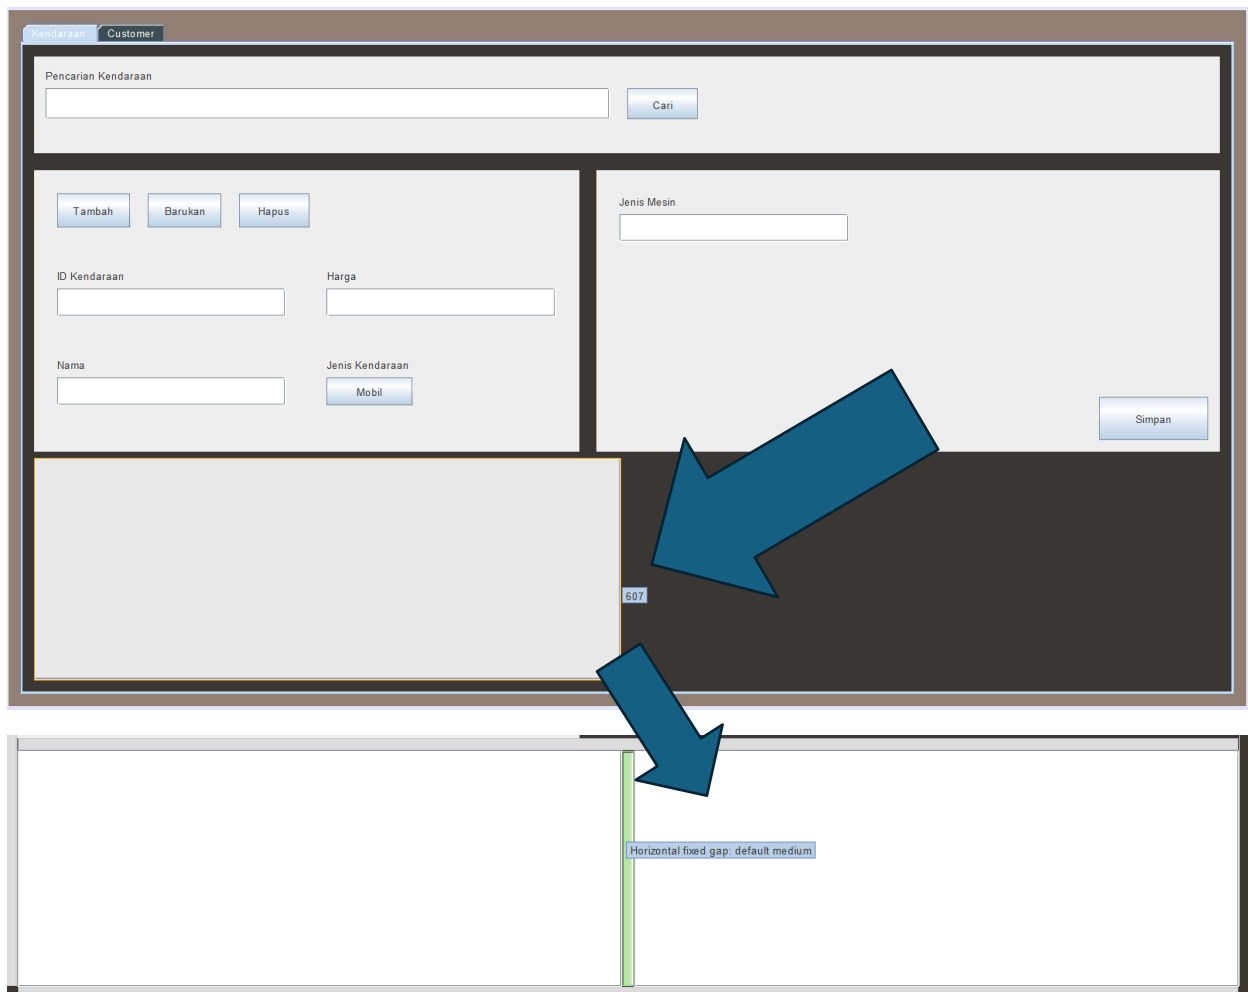 Kendaraan
Customer
Pencarian Kendaraan
Cari
Tambah
Barukan
Hapus
Jenis Mesin
ID Kendaraan
Harga
Nama
Jenis Kendaraan
Mobil
Simpan
607
Horizontal fixed gap: default medium